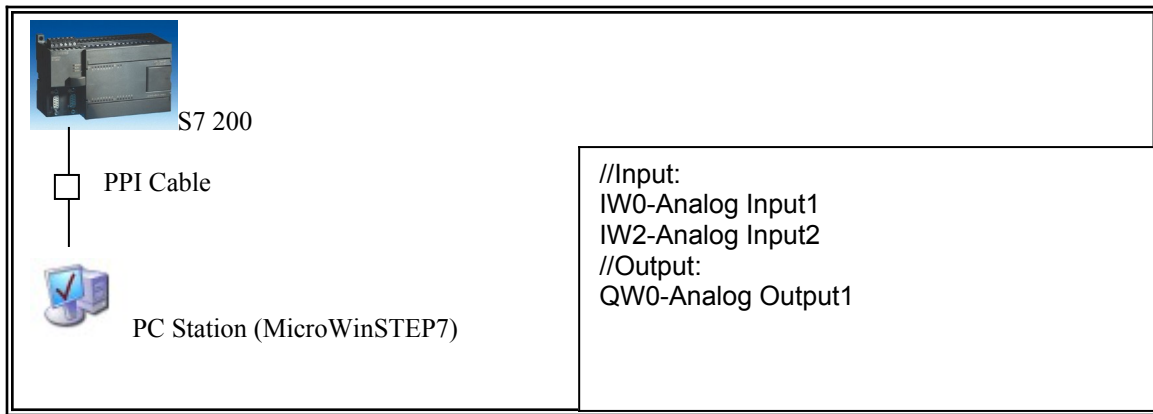 S7 200
PPI Cable
PC Station (MicroWinSTEP7)
//Input:
IW0-Analog Input1
IW2-Analog Input2
//Output:
QW0-Analog Output1